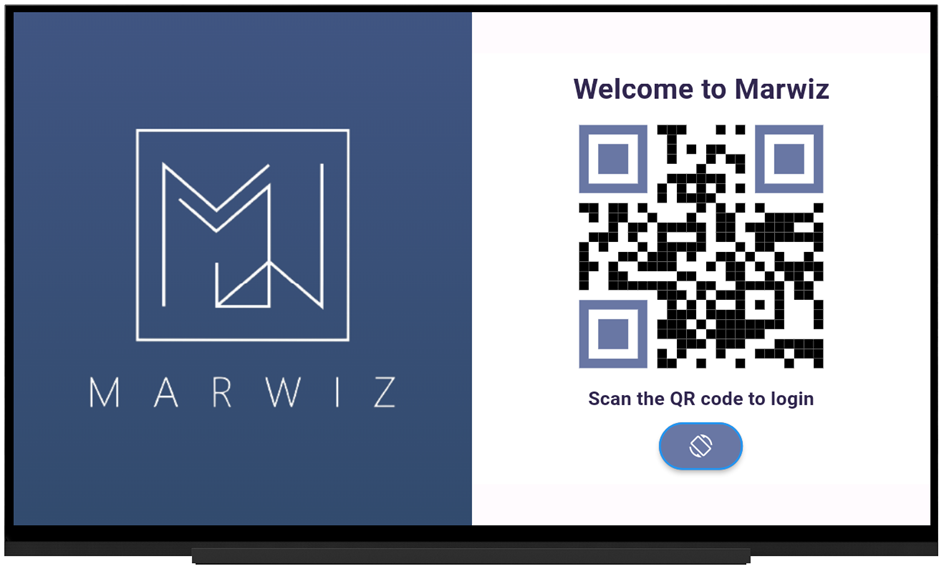 MARWIZ
Welcome to Marwiz
Scan the QR code to login